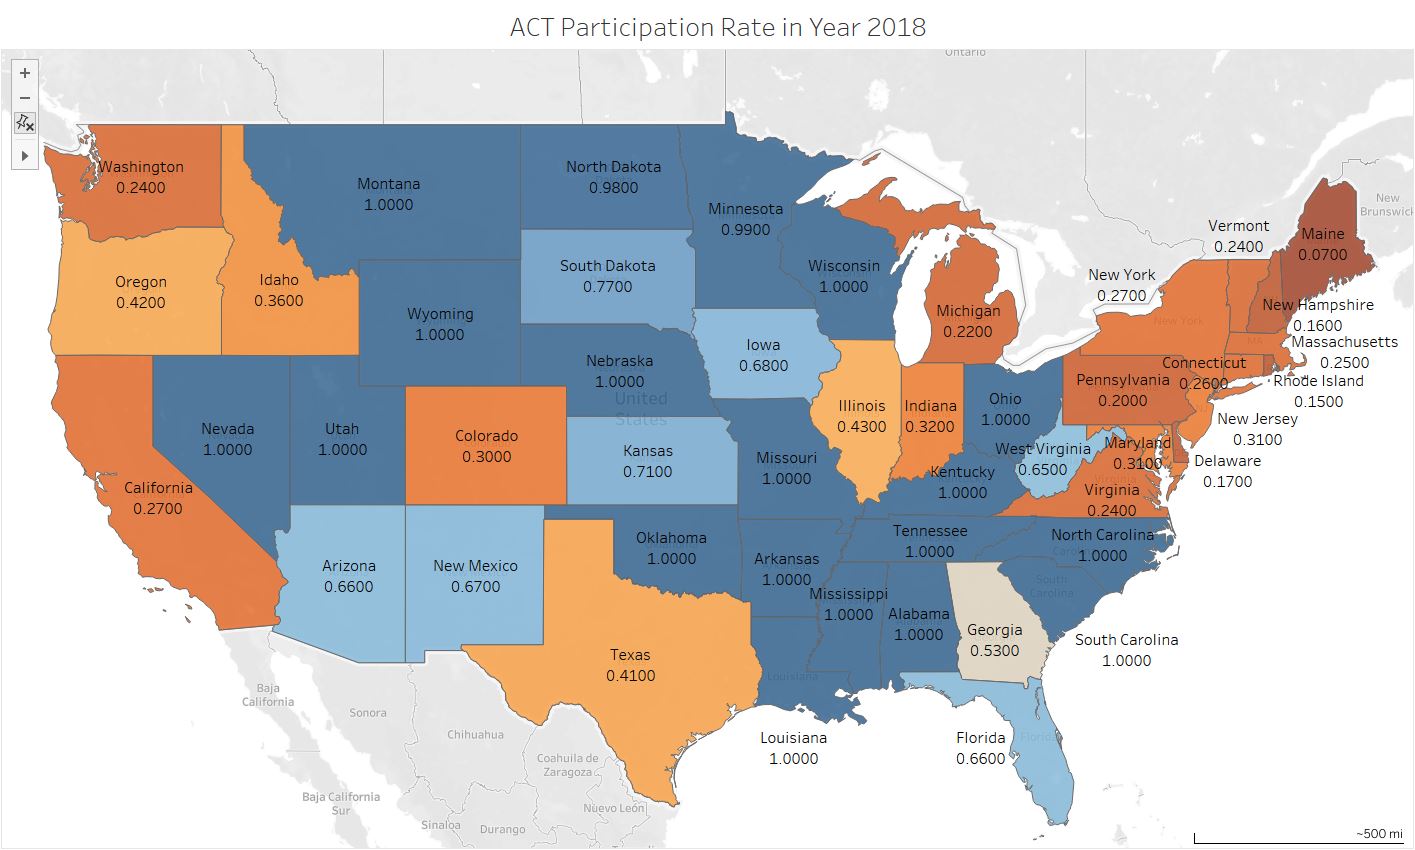 ACT Participation Rate in Year 2018
Ontario
+
−
Washington
0.2400
Montana
1.0000
North Dakota
0.9800
Minnesota
0.9900
Wisconsin
1.0000
Vermont
0.2400
Maine
0.0700
New
Brunswick
Oregon
0.4200
Idaho
0.3600
Wyoming
1.0000
South Dakota
0.7700
Michigan
0.2200
New York
0.2700
New York
New Hampshire
0.1600
MA
Massachusetts
0.2500
Nebraska
1.0000
Iowa
0.6800
Connecticut
0.2600
Rhode Island
0.1500
Pennsylvania
0.2000
New Jersey
0.3100
United
States
Nevada
1.0000
Utah
1.0000
Colorado
0.3000
Kansas
0.7100
Missouri
1.0000
Illinois
0.4300
Indiana
0.3200
Ohio
1.0000
West Virginia
0.6500
Maryland
0.3100
Delaware
0.1700
Kentucky
1.0000
Virginia
0.2400
California
0.2700
Arizona
0.6600
New Mexico
0.6700
Oklahoma
1.0000
Arkansas
1.0000
Tennessee
1.0000
North Carolina
1.0000
Mississippi
1.0000
Alabama
1.0000
Georgia
0.5300
South
Carolina
South Carolina
1.0000
Texas
0.4100
Louisiana
Louisiana
1.0000
Florida
0.6600
Florida
Baja
California
Sonora
Chihuahua
Coahuila de
Zaragoza
Baja California
Sur
Sinaloa
Durango
Nuevo León
~500 mi